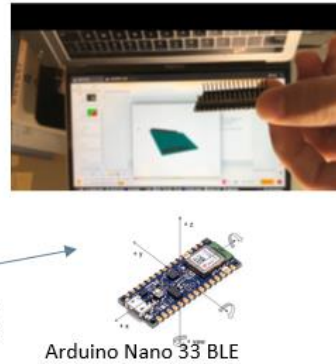 + z
+ y
+ x
Arduino Nano 33 BLE